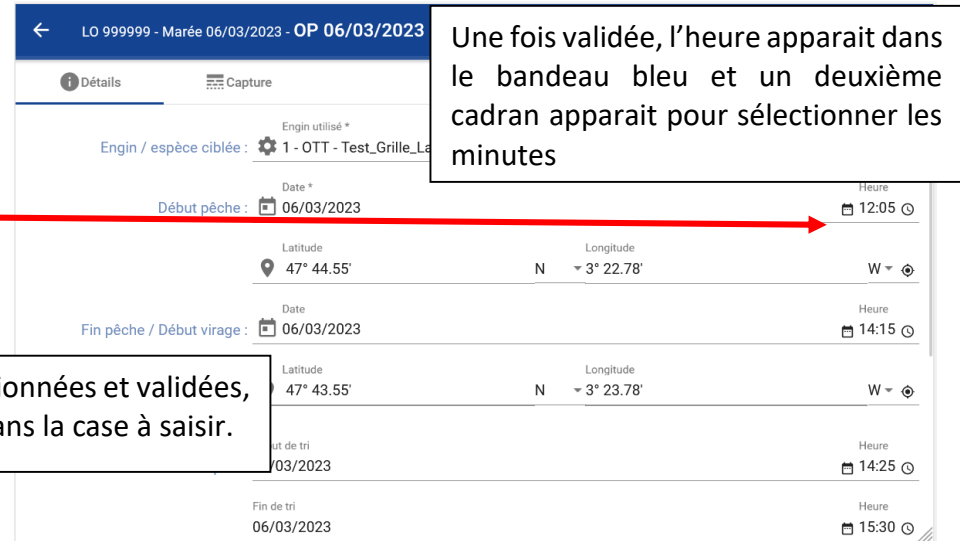 LO 999999 - Marée 06/03/2023 - OP 06/03/2023
Une fois validée, l'heure apparait dans
le bandeau bleu et un deuxième
cadran apparait pour sélectionner les
minutes
Détails
Capture
Engin utilisé *
Engin / espèce ciblée :
1 - OTT - Test_Grille_La
Date *
Heure
Début pêche :
06/03/2023
12:05
Latitude
Longitude
47° 44.55'
N
3° 22.78'
W
Date
Heure
Fin pêche / Début virage :
06/03/2023
14:15
Latitude
Longitude
47° 43.55'
N
3° 23.78'
W
ionnées et validées,
ans la case à saisir.
ut de tri
Heure
/03/2023
14:25
Fin de tri
Heure
06/03/2023
15:30